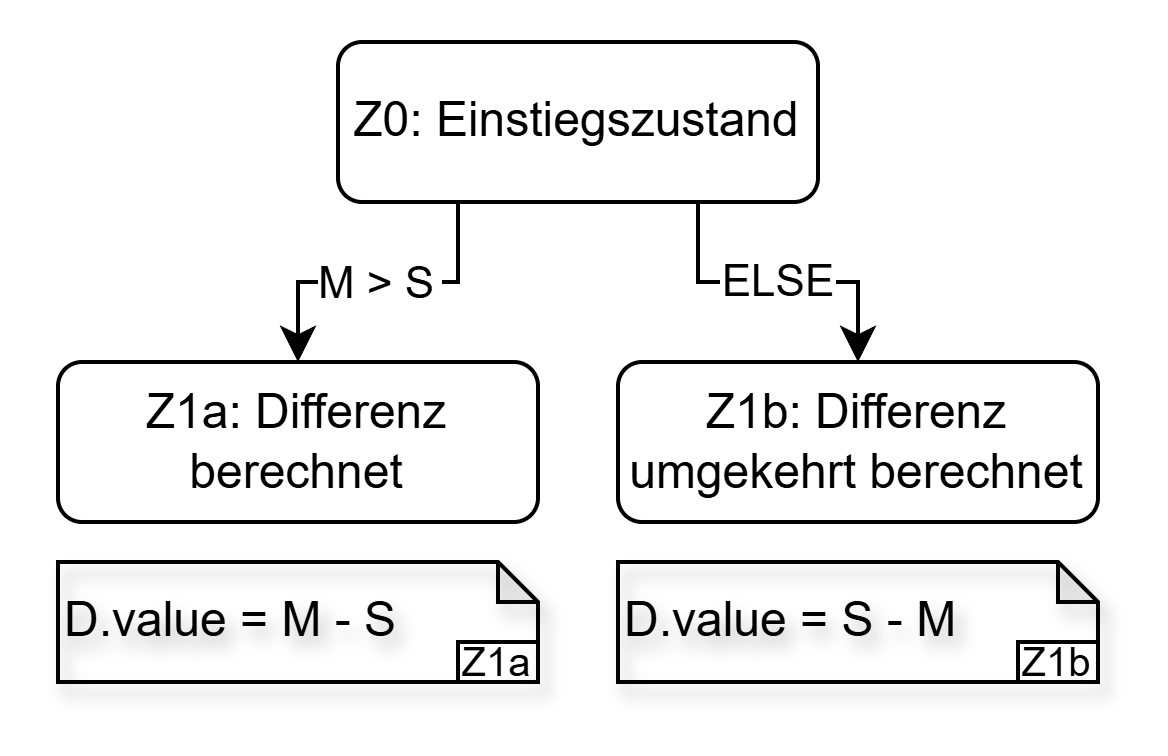 Z0: Einstiegszustand
M > S
ELSE
Z1a: Differenz
berechnet
Z1b: Differenz
umgekehrt berechnet
D.value = M - S
Z1a
D.value = S - M
Z1b